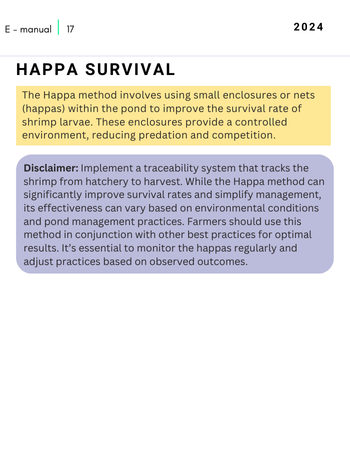 E - manual | 17
2024
HAPPA SURVIVAL
The Happa method involves using small enclosures or nets
(happas) within the pond to improve the survival rate of
shrimp larvae. These enclosures provide a controlled
environment, reducing predation and competition.
Disclaimer: Implement a traceability system that tracks the
shrimp from hatchery to harvest. While the Happa method can
significantly improve survival rates and simplify management,
its effectiveness can vary based on environmental conditions
and pond management practices. Farmers should use this
method in conjunction with other best practices for optimal
results. It's essential to monitor the happas regularly and
adjust practices based on observed outcomes.